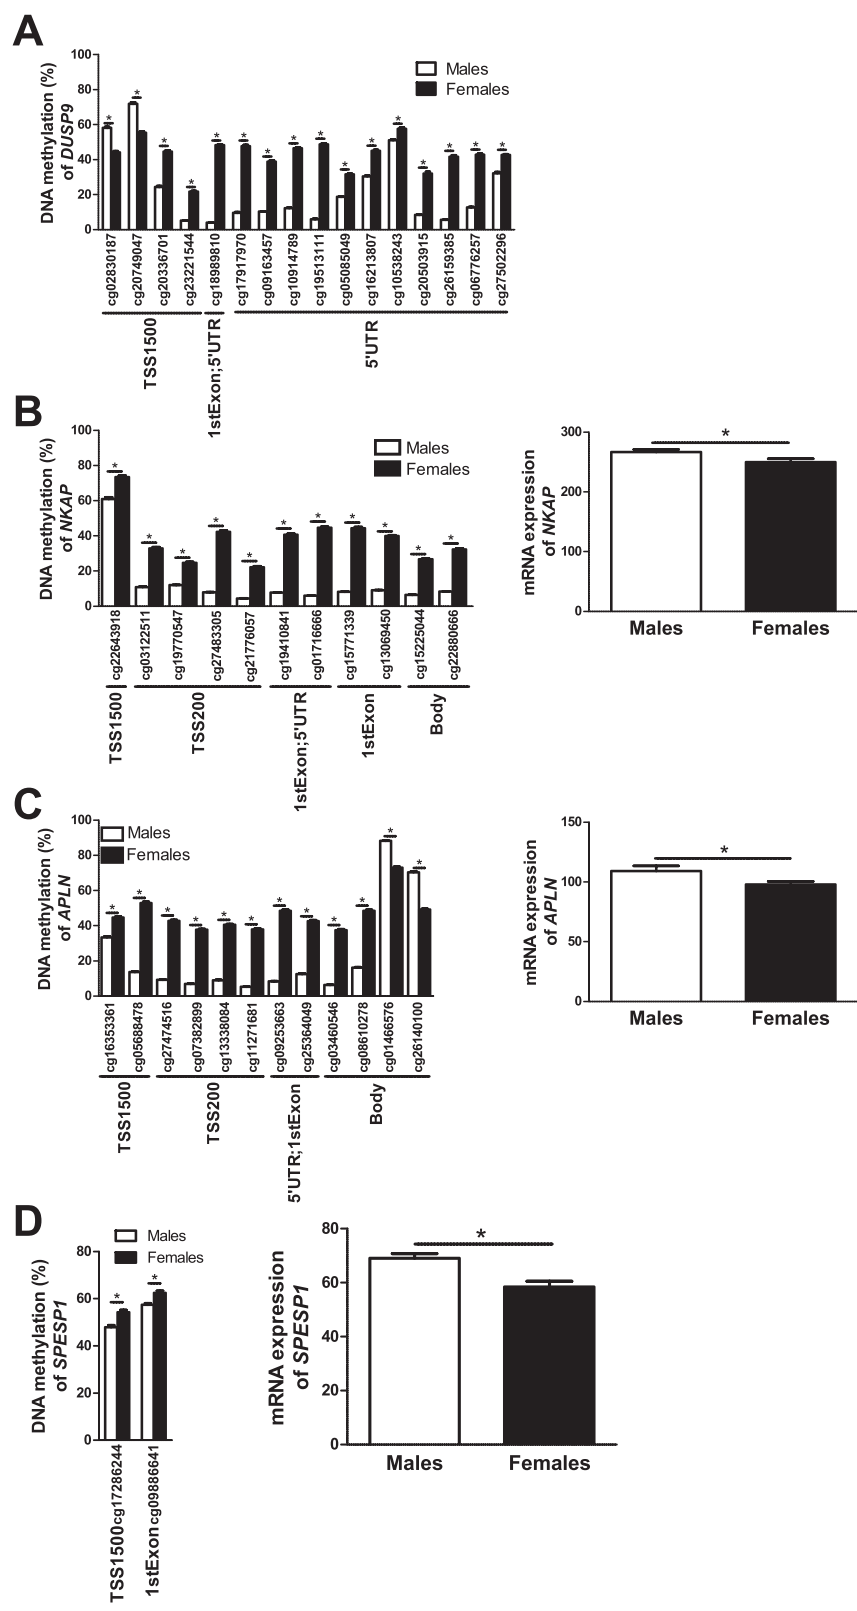 A
DNA methylation (%)
of DUSP9
100
80
60
40
20
0
Males
Females
* * * * * * * * * * * * * * * *
cg02830187
cg20749047
cg20336701
cg23221544
cg18989810
cg17917970
cg09163457
cg10914789
cg19513111
cg05085049
cg16213807
cg10538243
cg20503915
cg26159385
cg06776257
cg27502296
TSS1500
1stExon;5'UTR
5'UTR
B
DNA methylation (%)
of NKAP
100
80
60
40
20
0
Males
Females
* * * * * * * * * * *
cg22643918
cg03122511
cg19770547
cg27483305
cg21776057
cg19410841
cg01716666
cg15771339
cg13069450
cg15225044
cg22880666
TSS1500
TSS200
1stExon;5'UTR
1stExon
Body
mRNA expression
of NKAP
300
200
100
0
*
Males
Females
C
DNA methylation (%)
of APLN
100
80
60
40
20
0
Males
Females
* * * * * * * * * * * *
cg16353361
cg05688478
cg27474516
cg07382899
cg13338084
cg11271681
cg09253663
cg25364049
cg03460546
cg08610278
cg01466576
cg26140100
TSS1500
TSS200
5'UTR;1stExon
Body
mRNA expression
of APLN
150
100
50
0
*
Males
Females
D
DNA methylation (%)
of SPESP1
80
60
40
20
0
Males
Females
* *
TSS1500 cg17286244
1stExon cg09886641
mRNA expression
of SPESP1
80
60
40
20
0
*
Males
Females